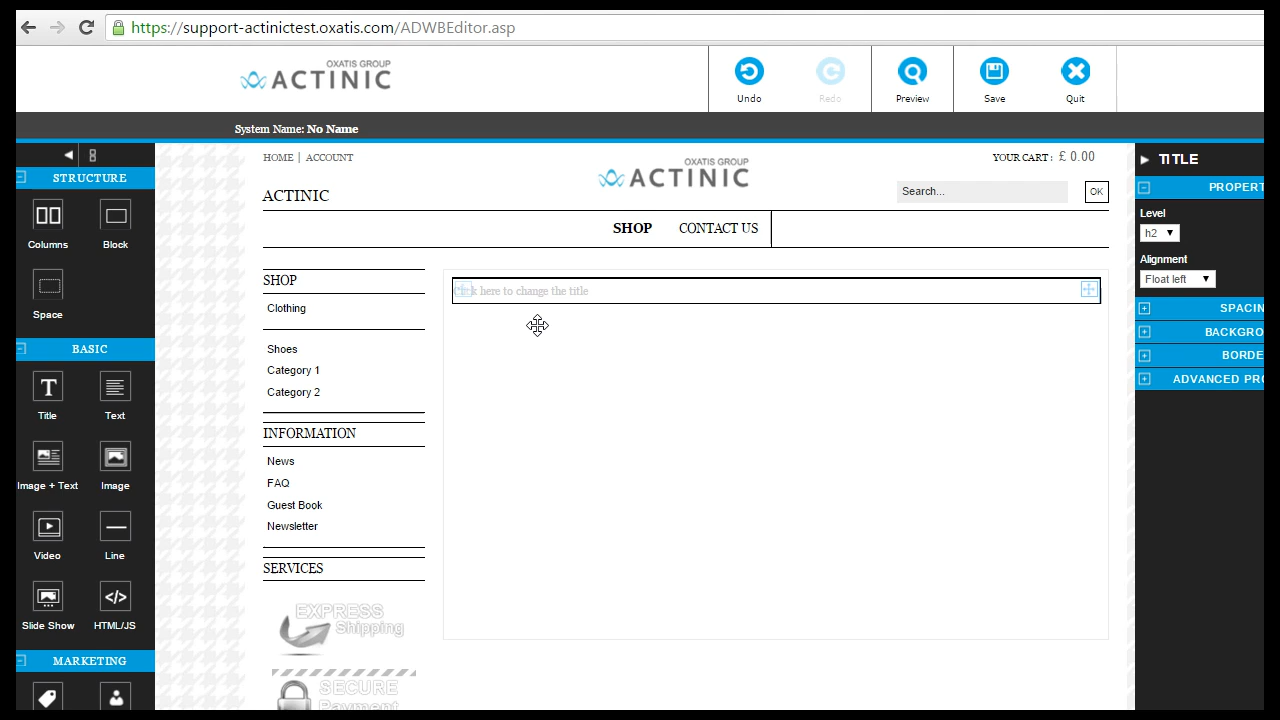 https://support-actinictest.oxatis.com/ADWBEditor.asp
OXATIS GROUP
ACTINIC
Undo
Redo
Preview
Save
Quit
System Name: No Name
STRUCTURE
Columns
Block
Space
BASIC
Title
Text
Image + Text
Image
Video
Line
Slide Show
HTML/JS
MARKETING
HOME | ACCOUNT
OXATIS GROUP
ACTINIC
YOUR CART : £ 0.00
ACTINIC
Search...
OK
SHOP
CONTACT US
SHOP
Clothing
Shoes
Category 1
Category 2
INFORMATION
News
FAQ
Guest Book
Newsletter
SERVICES
EXPRESS
Shipping
SECURE
Payment
here to change the title
TITLE
PROPERT
Level
h2
Alignment
Float left
SPACIN
BACKGRO
BORDE
ADVANCED PRO